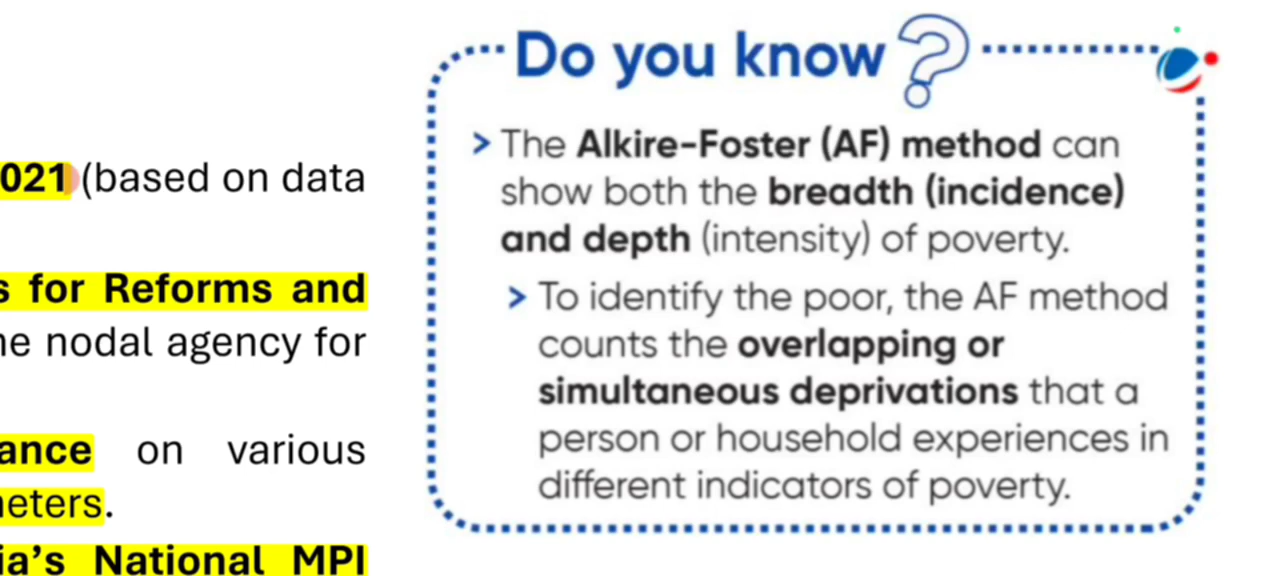 021 (based on data
s for Reforms and
nodal agency for
ance on various
meters.
ia's National MPI
Do you know?
> The Alkire-Foster (AF) method can
show both the breadth (incidence)
and depth (intensity) of poverty.
> To identify the poor, the AF method
counts the overlapping or
simultaneous deprivations that a
person or household experiences in
different indicators of poverty.